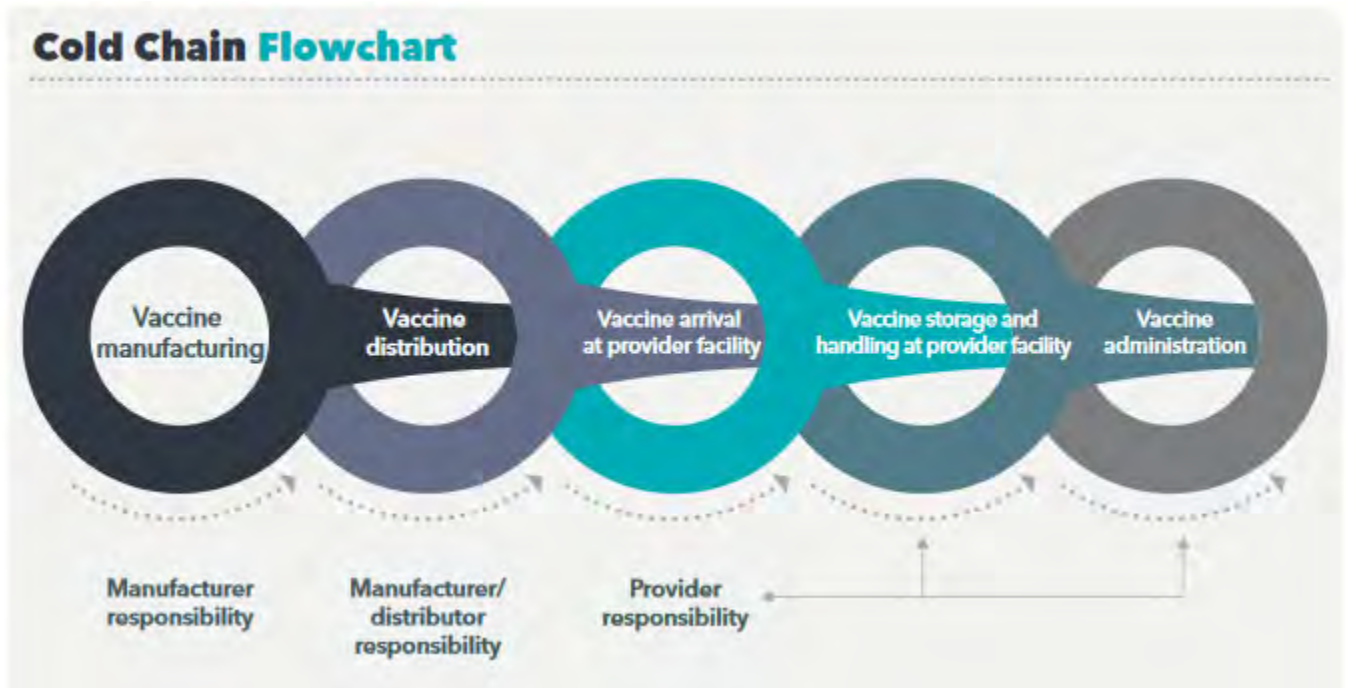 Cold Chain Flowchart
Vaccine
manufacturing
Vaccine
distribution
Vaccine arrival
at provider facility
Vaccine storage and
handling at provider facility
Vaccine
administration
Manufacturer
responsibility
Manufacturer/
distributor
responsibility
Provider
responsibility